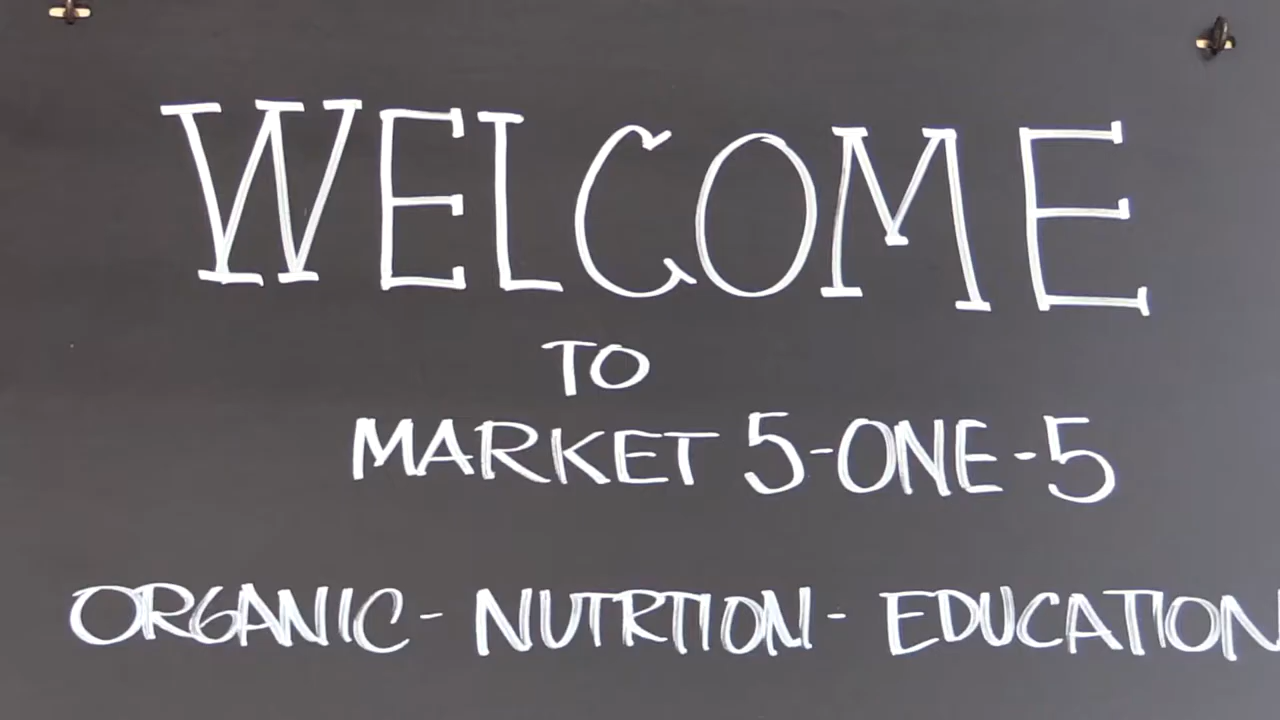 WELCOME
TO
MARKET 5-ONE-5
ORGANIC - NUTRTION - EDUCATION